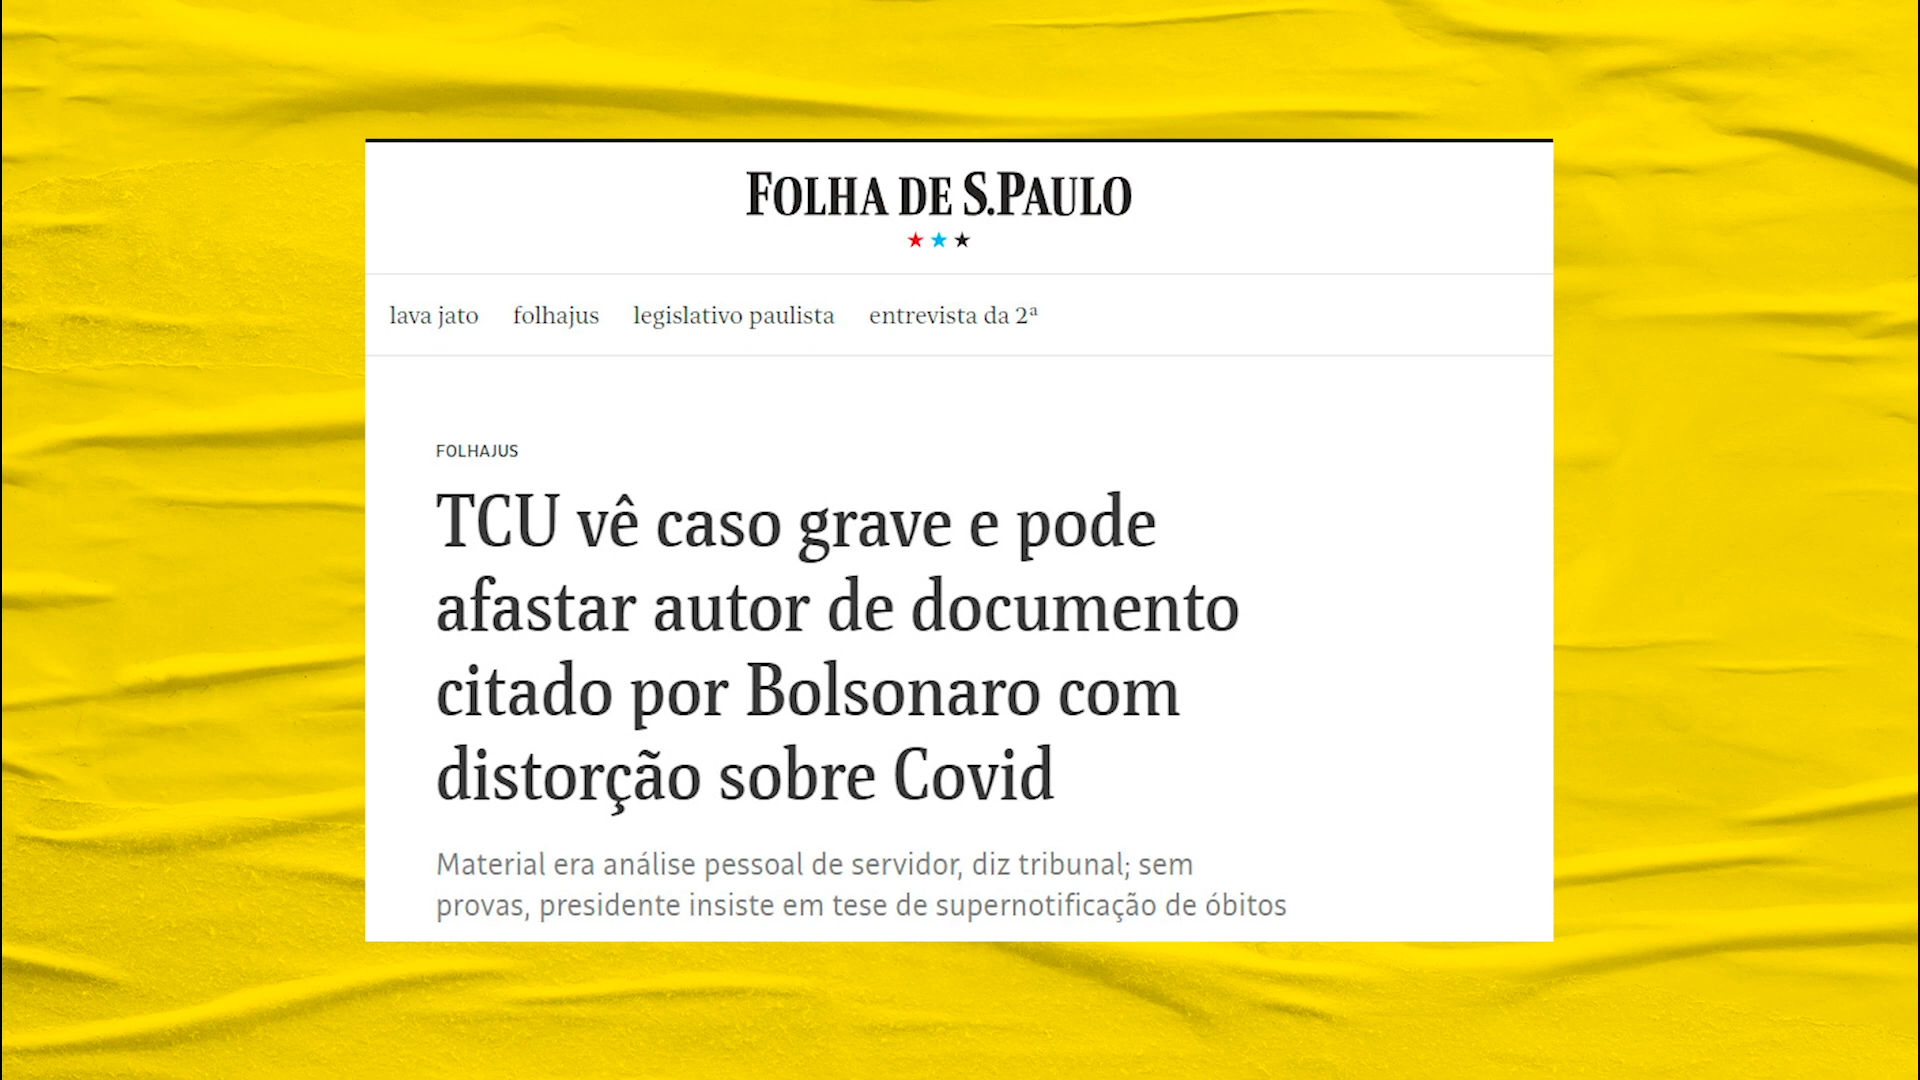 FOLHA DE S.PAULO
lava jato folhajus legislativo paulista entrevista da 2ª
FOLHAJUS
TCU vê caso grave e pode
afastar autor de documento
citado por Bolsonaro com
distorção sobre Covid
Material era análise pessoal de servidor, diz tribunal; sem
provas, presidente insiste em tese de supernotificação de óbitos